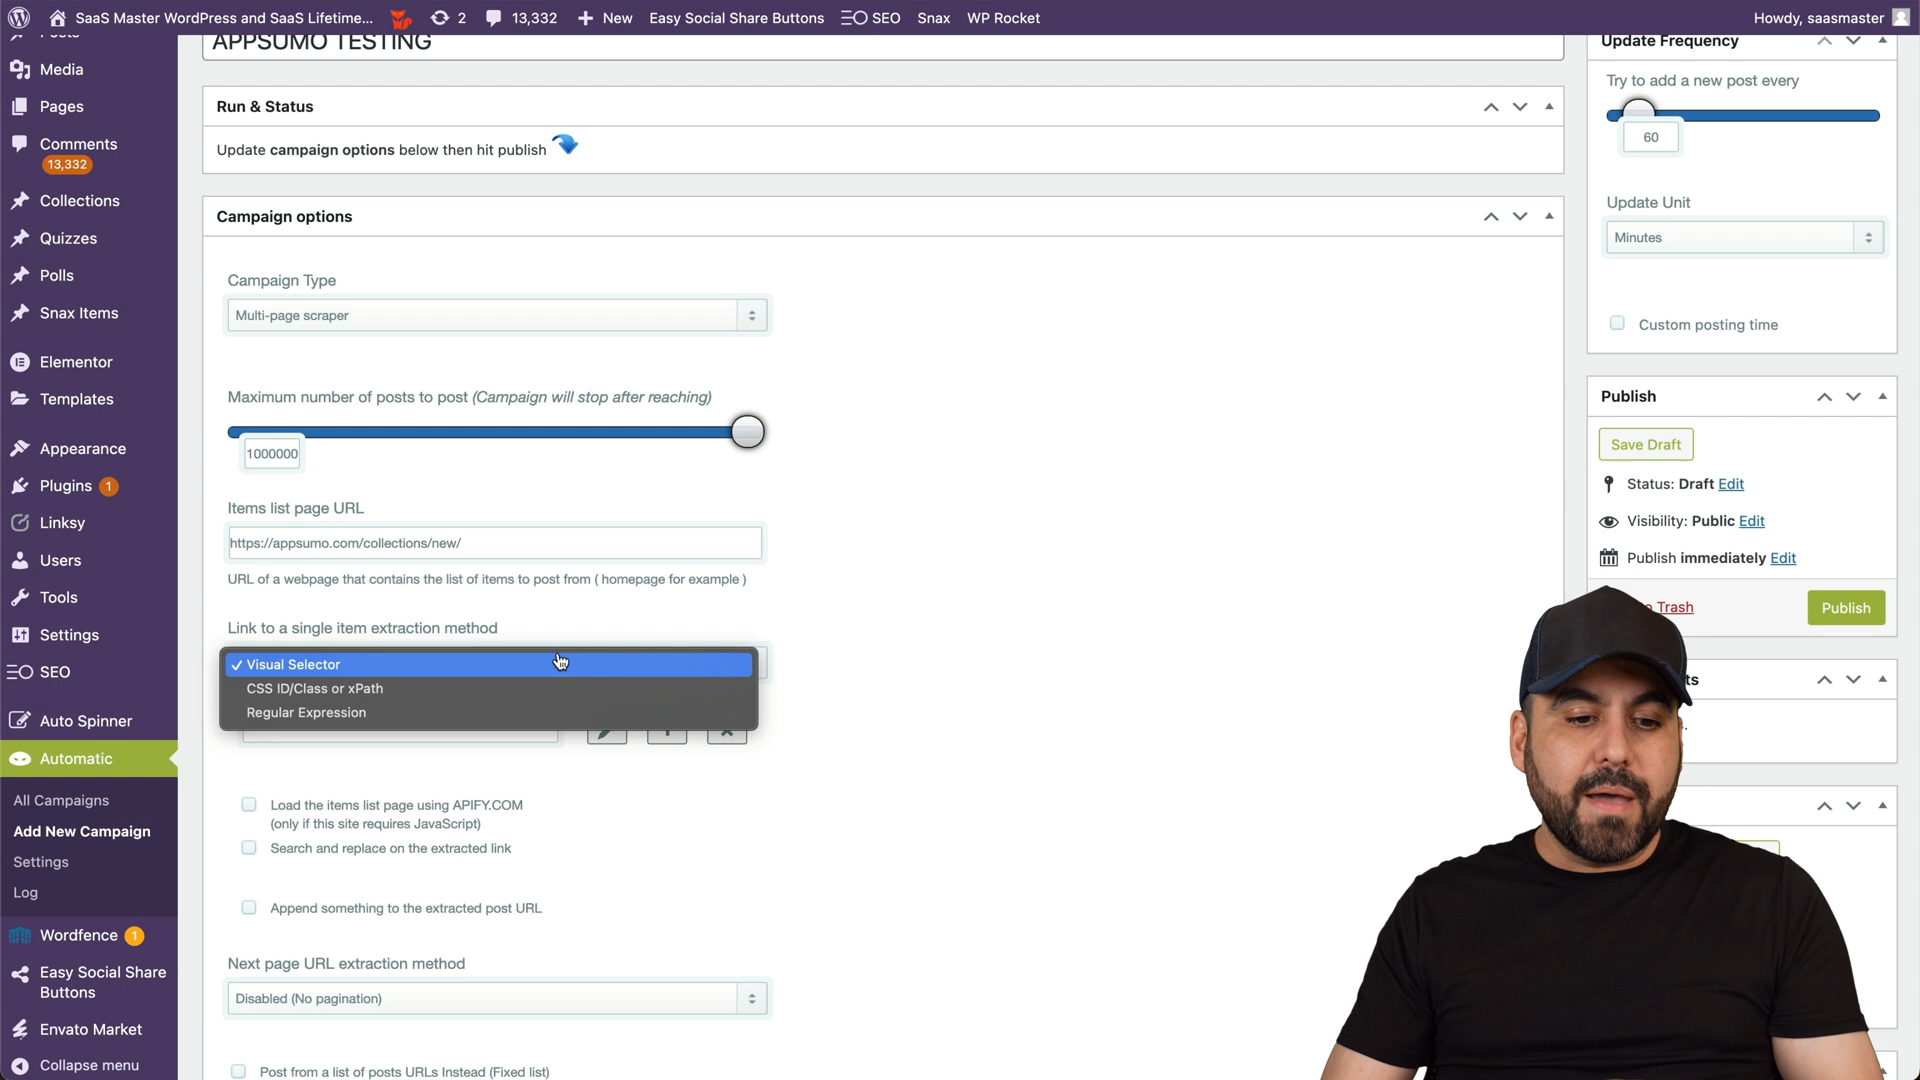 SaaS Master WordPress and SaaS Lifetime...
2
13,332
New
Easy Social Share Buttons
SEO
Snax
WP Rocket
Howdy, saasmaster
Posts
Media
Pages
Comments
13,332
Collections
Quizzes
Polls
Snax Items
Elementor
Templates
Appearance
Plugins 1
Linksy
Users
Tools
Settings
SEO
Auto Spinner
Automatic
All Campaigns
Add New Campaign
Settings
Log
Wordfence 1
Easy Social Share
Buttons
Envato Market
Collapse menu
APPSUMO TESTING
Run & Status
Update campaign options below then hit publish
Campaign options
Campaign Type
Multi-page scraper
Maximum number of posts to post (Campaign will stop after reaching)
1000000
Items list page URL
https://appsumo.com/collections/new/
URL of a webpage that contains the list of items to post from ( homepage for example )
Link to a single item extraction method
✓ Visual Selector
CSS ID/Class or xPath
Regular Expression
Load the items list page using APIFY.COM
(only if this site requires JavaScript)
Search and replace on the extracted link
Append something to the extracted post URL
Next page URL extraction method
Disabled (No pagination)
Post from a list of posts URLs Instead (Fixed list)
Update Frequency
Try to add a new post every
60
Update Unit
Minutes
Custom posting time
Publish
Save Draft
Status: Draft Edit
Visibility: Public Edit
Publish immediately Edit
Trash
Publish